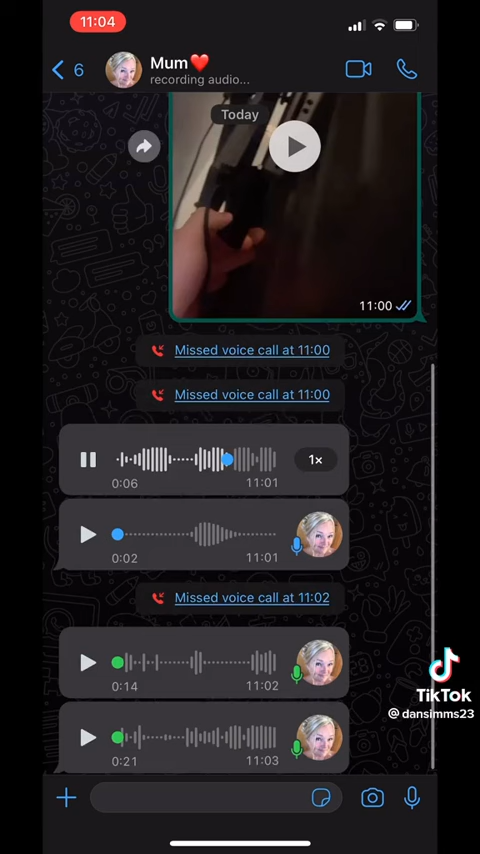 11:04
6
Mum❤️
recording audio...
Today
11:00
Missed voice call at 11:00
Missed voice call at 11:00
1×
0:06 11:01
0:02 11:01
Missed voice call at 11:02
0:14 11:02
0:21 11:03
TikTok
@ dansimms23